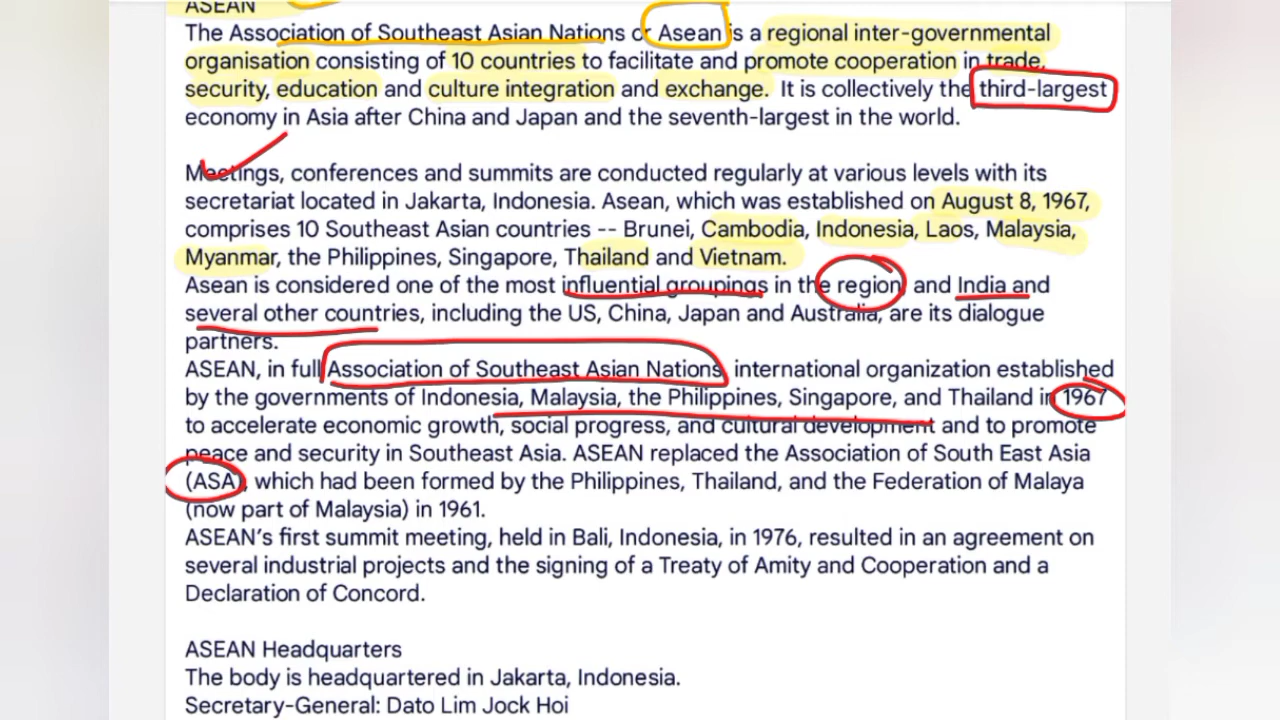 ASEAN
The Association of Southeast Asian Nations or Asean is a regional inter-governmental
organisation consisting of 10 countries to facilitate and promote cooperation in trade,
security, education and culture integration and exchange. It is collectively the third-largest
economy in Asia after China and Japan and the seventh-largest in the world.
Meetings, conferences and summits are conducted regularly at various levels with its
secretariat located in Jakarta, Indonesia. Asean, which was established on August 8, 1967,
comprises 10 Southeast Asian countries -- Brunei, Cambodia, Indonesia, Laos, Malaysia,
Myanmar, the Philippines, Singapore, Thailand and Vietnam.
Asean is considered one of the most influential groupings in the region and India and
several other countries, including the US, China, Japan and Australia, are its dialogue
partners.
ASEAN, in full Association of Southeast Asian Nations, international organization established
by the governments of Indonesia, Malaysia, the Philippines, Singapore, and Thailand in 1967
to accelerate economic growth, social progress, and cultural development and to promote
peace and security in Southeast Asia. ASEAN replaced the Association of South East Asia
(ASA), which had been formed by the Philippines, Thailand, and the Federation of Malaya
(now part of Malaysia) in 1961.
ASEAN's first summit meeting, held in Bali, Indonesia, in 1976, resulted in an agreement on
several industrial projects and the signing of a Treaty of Amity and Cooperation and a
Declaration of Concord.
ASEAN Headquarters
The body is headquartered in Jakarta, Indonesia.
Secretary-General: Dato Lim Jock Hoi